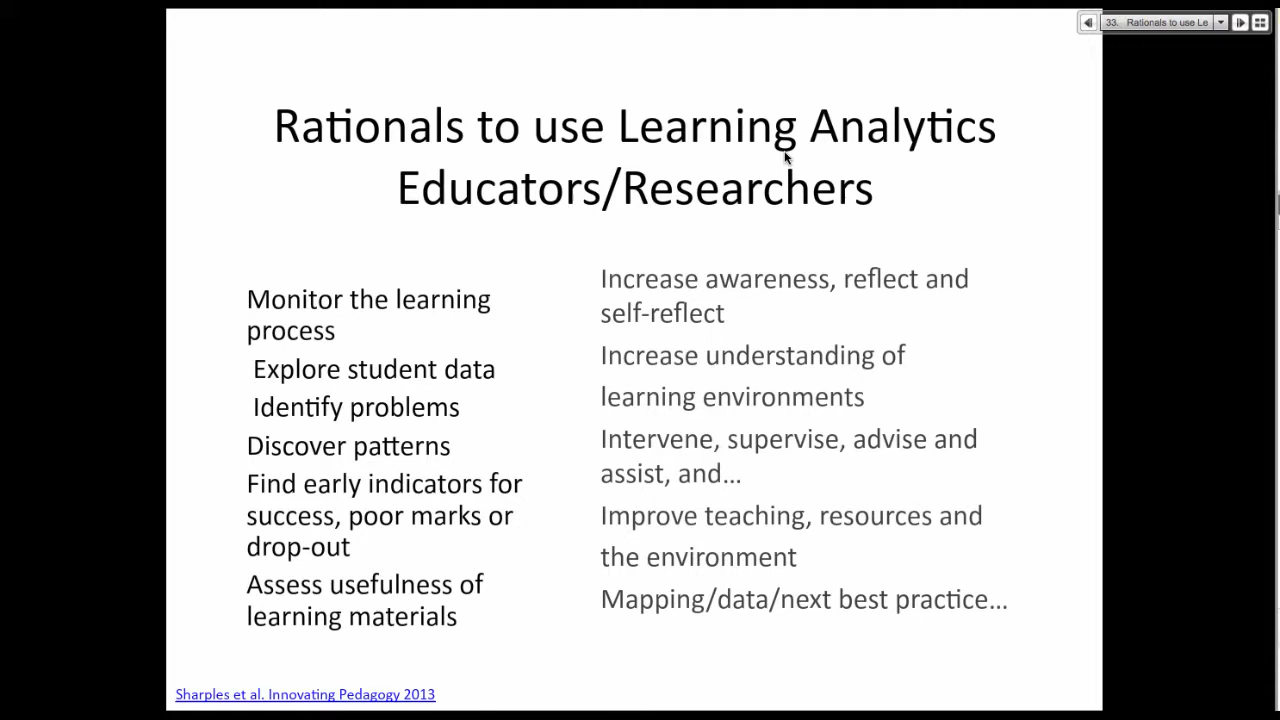 33. Rationals to use Le
Rationals to use Learning Analytics
Educators/Researchers
Monitor the learning
process
Explore student data
Identify problems
Discover patterns
Find early indicators for
success, poor marks or
drop-out
Assess usefulness of
learning materials
Increase awareness, reflect and
self-reflect
Increase understanding of
learning environments
Intervene, supervise, advise and
assist, and...
Improve teaching, resources and
the environment
Mapping/data/next best practice...
Sharples et al. Innovating Pedagogy 2013